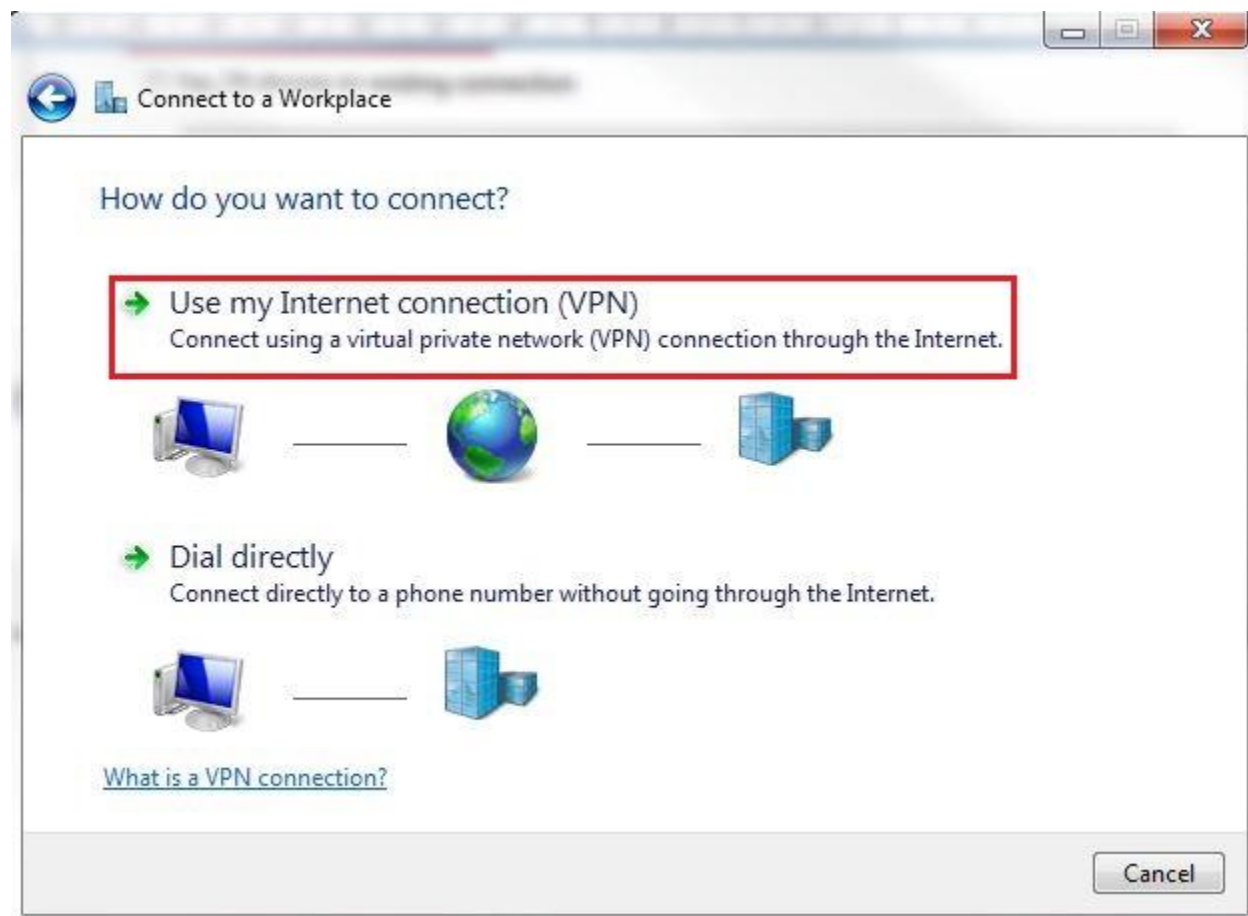 Connect to a Workplace
How do you want to connect?
Use my Internet connection (VPN)
Connect using a virtual private network (VPN) connection through the Internet.
Dial directly
Connect directly to a phone number without going through the Internet.
What is a VPN connection?
Cancel